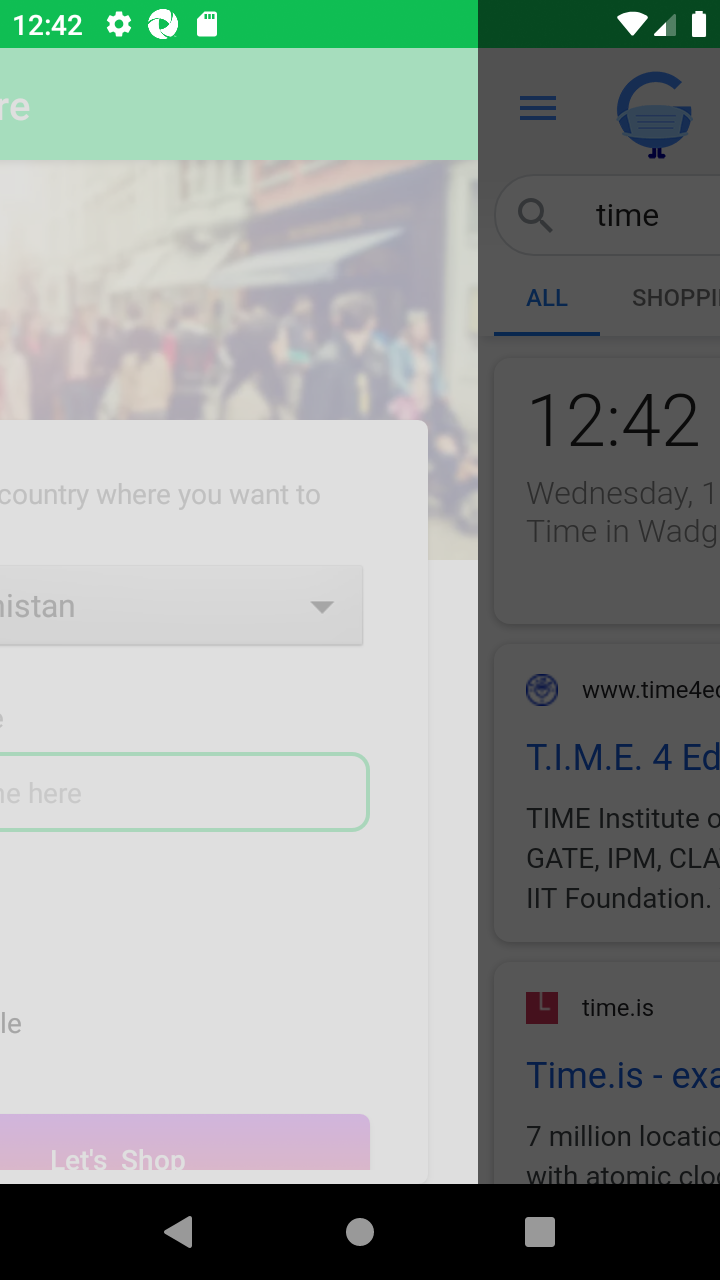 12:42
re
time
ALL SHOPPI
12:42
Wednesday, 1
Time in Wadg
country where you want to
nistan
e
ne here
le
Let's Shop
www.time4ed
T.I.M.E. 4 Ed
TIME Institute o
GATE, IPM, CLA
IIT Foundation.
time.is
Time.is - exa
7 million locatio
with atomic cloc